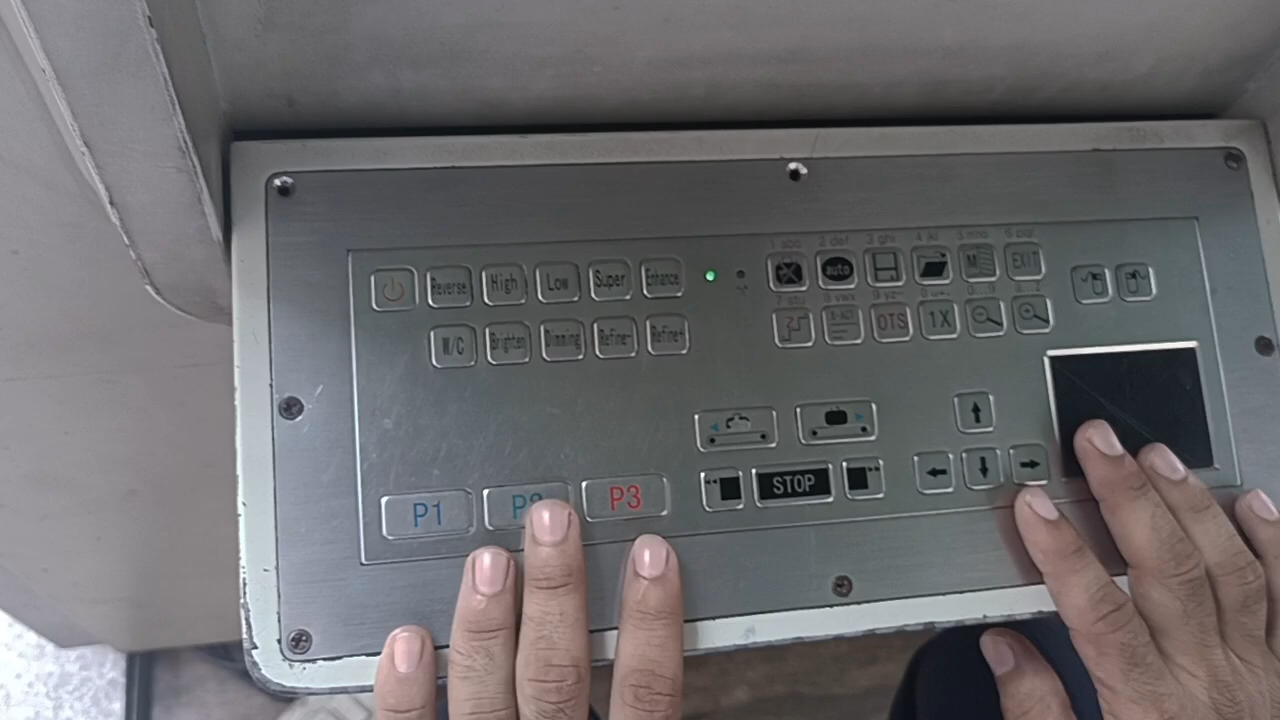 1 abc 2 def 3 ghi 4 jkl 5 mno 6 pqr
Reverse High Low Super Enhance auto M EXIT
7 stu 8 vwx 9 yz
W/C Brighten Dimming Refine- Refine+ OTS 1X
P1 P2 P3 STOP